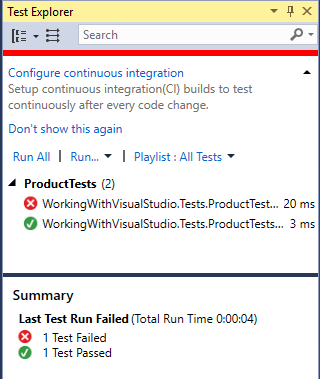 Test Explorer
Search
Configure continuous integration
Setup continuous integration(CI) builds to test
continuously after every code change.
Don't show this again
Run All | Run... Playlist : All Tests
ProductTests (2)
WorkingWithVisualStudio.Tests.ProductTest... 20 ms
WorkingWithVisualStudio.Tests.ProductTests... 3 ms
Summary
Last Test Run Failed (Total Run Time 0:00:04)
1 Test Failed
1 Test Passed